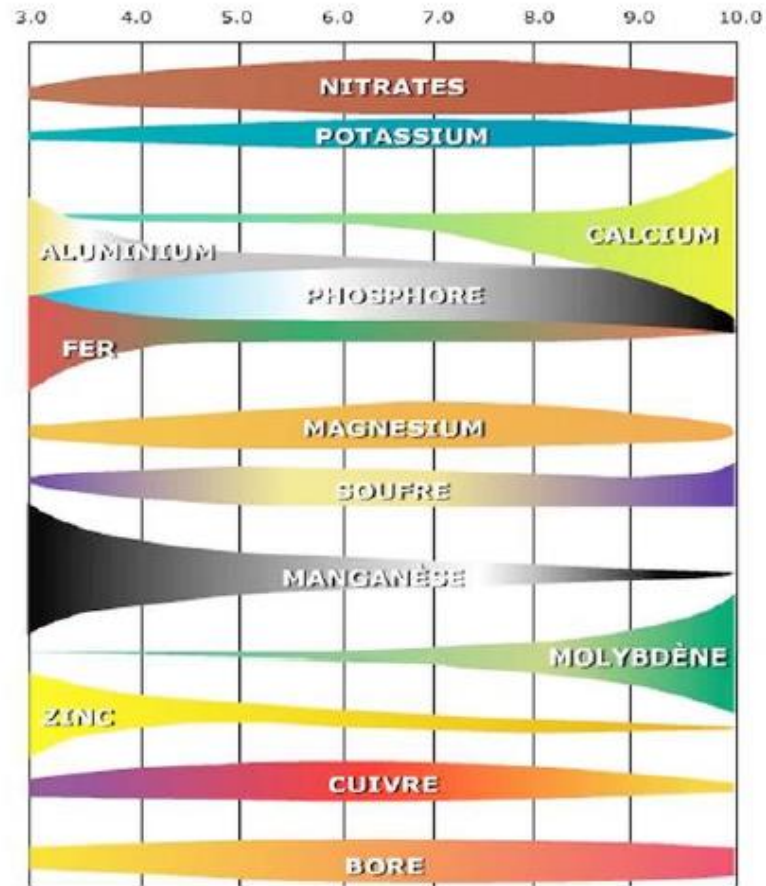 3.0 4.0 5.0 6.0 7.0 8.0 9.0 10.0
NITRATES
POTASSIUM
CALCIUM
ALUMINIUM
PHOSPHORE
FER
MAGNESIUM
SOUFRE
MANGANÈSE
MOLYBDÈNE
ZINC
CUIVRE
BORE